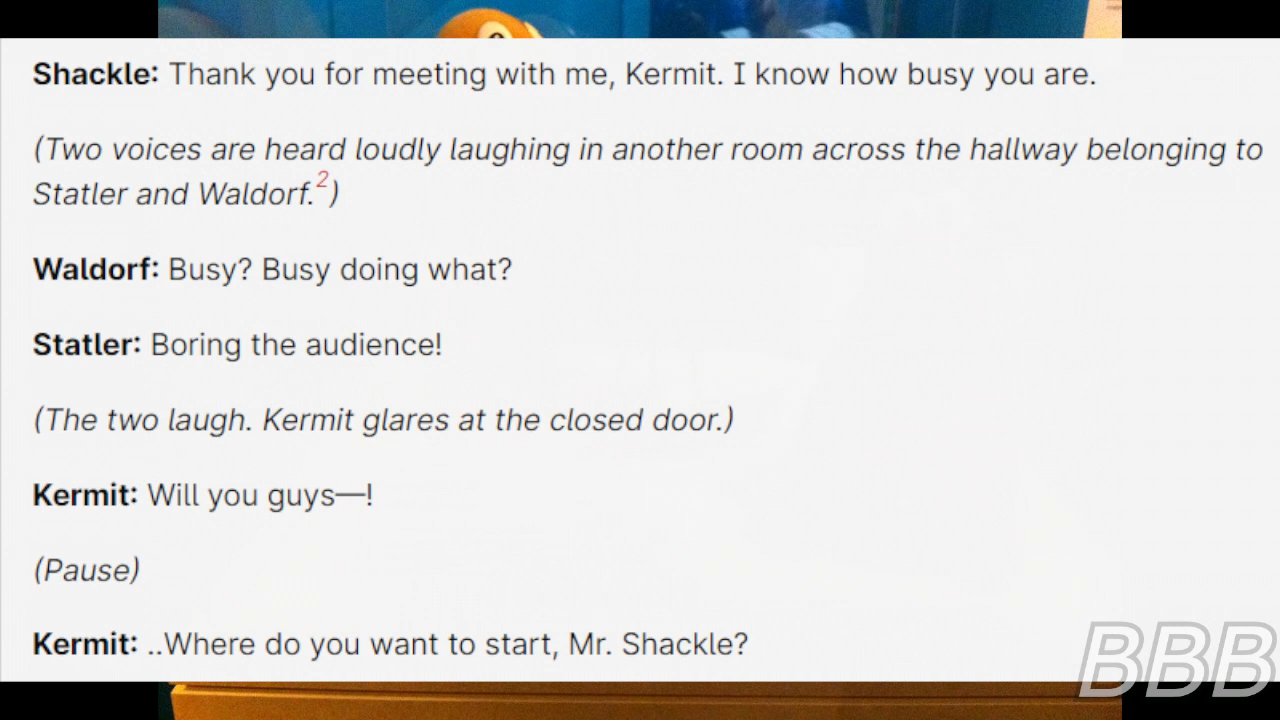 Shackle: Thank you for meeting with me, Kermit. I know how busy you are.
(Two voices are heard loudly laughing in another room across the hallway belonging to
Statler and Waldorf.2)
Waldorf: Busy? Busy doing what?
Statler: Boring the audience!
(The two laugh. Kermit glares at the closed door.)
Kermit: Will you guys—!
(Pause)
Kermit: ..Where do you want to start, Mr. Shackle?
BBB